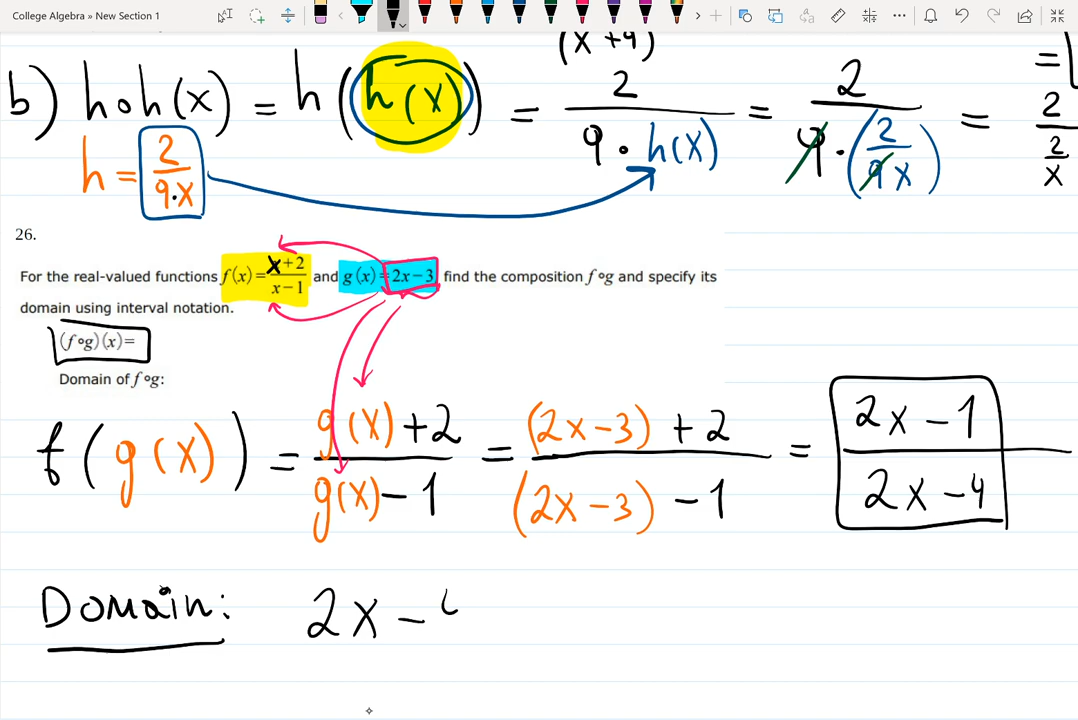 College Algebra » New Section 1
(x + 4)
b) h∘h(x) = h(h(x)) = 2/(9·h(x)) = 2/(9·(2/(9x))) = 2/(2/x)
=
h = 2/(9·x)
26.
For the real-valued functions f(x)=(x+2)/(x−1) and g(x)=2x−3, find the composition f∘g and specify its
domain using interval notation.
(f∘g)(x)=
Domain of f∘g:
f(g(x)) = (g(x)+2)/(g(x)−1) = ((2x−3)+2)/((2x−3)−1) = (2x−1)/(2x−4)
Domain: 2x −